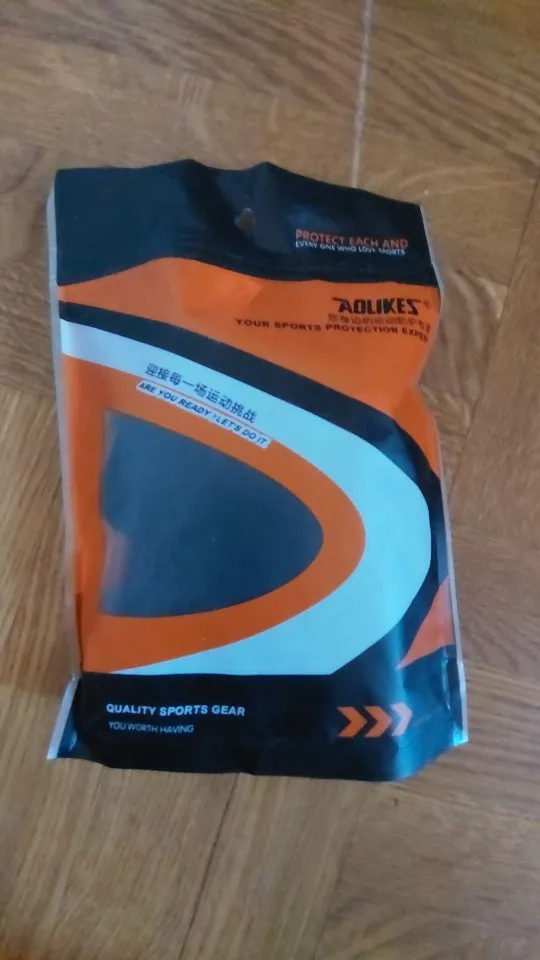 PROTECT EACH AND
EVERY ONE WHO LOVE SPORTS
AOLIKES
YOUR SPORTS PROTECTION EXPER
迎接每一场运动挑战
ARE YOU READY>LET'S DO IT
QUALITY SPORTS GEAR
YOU WORTH HAVING